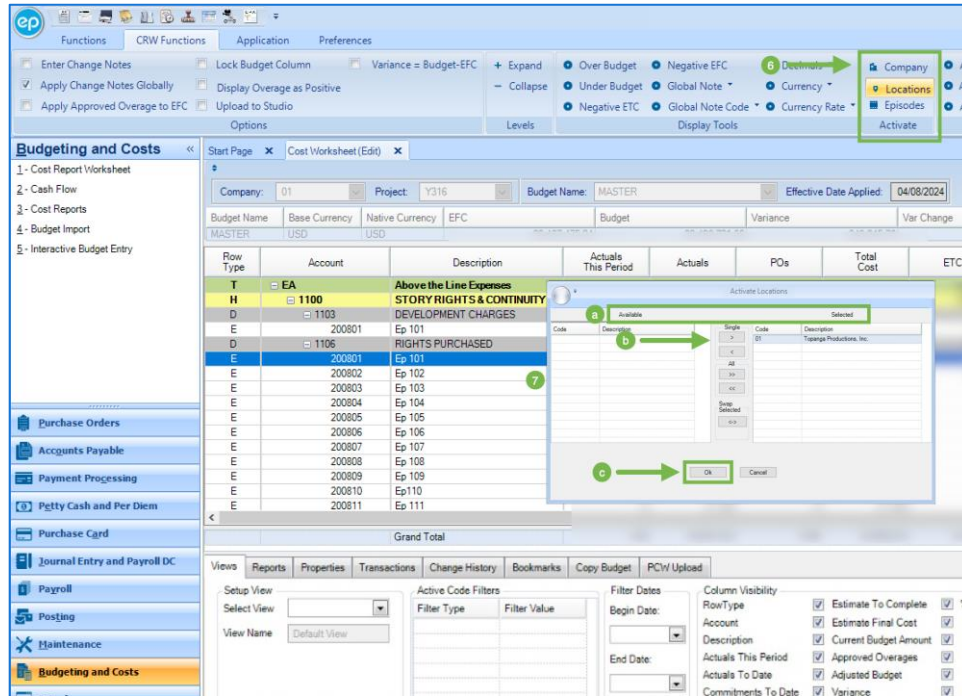 ep
Functions CRW Functions Application Preferences
Enter Change Notes Lock Budget Column Variance = Budget-EFC + Expand Over Budget Negative EFC 6 Decimals Company
Apply Change Notes Globally Display Overage as Positive − Collapse Under Budget Global Note Currency Locations
Apply Approved Overage to EFC Upload to Studio Negative ETC Global Note Code Currency Rate Episodes
Options Levels Display Tools Activate
Budgeting and Costs «
1 - Cost Report Worksheet
2 - Cash Flow
3 - Cost Reports
4 - Budget Import
5 - Interactive Budget Entry
Purchase Orders
Accounts Payable
Payment Processing
Petty Cash and Per Diem
Purchase Card
Journal Entry and Payroll DC
Payroll
Posting
Maintenance
Budgeting and Costs
Start Page X Cost Worksheet (Edit) X
Company: 01 Project: Y316 Budget Name: MASTER Effective Date Applied: 04/08/2024
Budget Name Base Currency Native Currency EFC Budget Variance Var Change
MASTER USD USD
Row Type Account Description Actuals This Period Actuals POs Total Cost ETC
T EA Above the Line Expenses
H 1100 STORY RIGHTS & CONTINUITY
D 1103 DEVELOPMENT CHARGES
E 200801 Ep 101
D 1106 RIGHTS PURCHASED
E 200801 Ep 101
E 200802 Ep 102
E 200803 Ep 103
E 200804 Ep 104
E 200805 Ep 105
E 200806 Ep 106
E 200807 Ep 107
E 200808 Ep 108
E 200809 Ep 109
E 200810 Ep110
E 200811 Ep 111
Grand Total
7
Activate Locations
a Available Selected
Code Description Single Code Description
b > 01 Topanga Productions, Inc.
<
All
>>
<<
Swap
Selected
<>
c Ok Cancel
Views Reports Properties Transactions Change History Bookmarks Copy Budget PCW Upload
Setup View
Select View
View Name Default View
Active Code Filters
Filter Type Filter Value
Filter Dates
Begin Date:
End Date:
Column Visibility
RowType Estimate To Complete
Account Estimate Final Cost
Description Current Budget Amount
Actuals This Period Approved Overages
Actuals To Date Adjusted Budget
Commitments To Date Variance